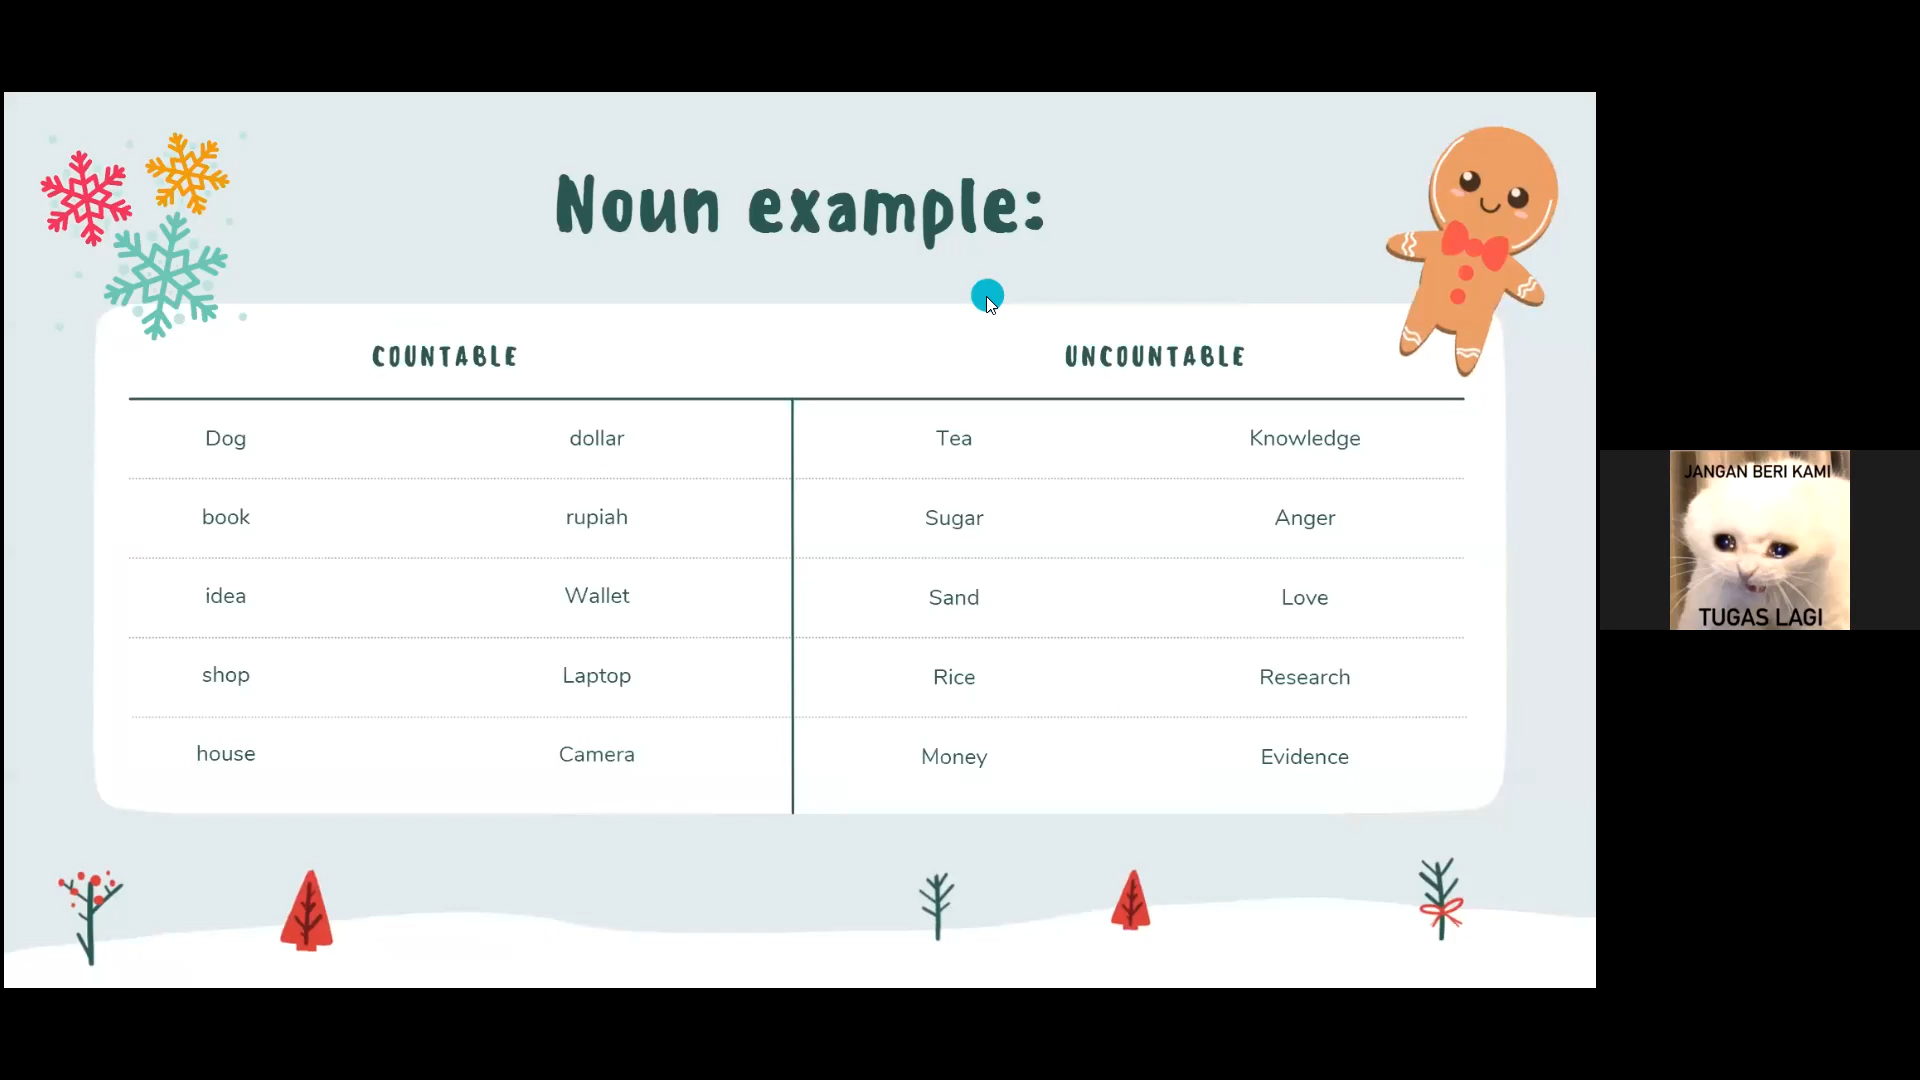 Noun example:
COUNTABLE UNCOUNTABLE
Dog dollar Tea Knowledge
book rupiah Sugar Anger
idea Wallet Sand Love
shop Laptop Rice Research
house Camera Money Evidence
JANGAN BERI KAMI
TUGAS LAGI